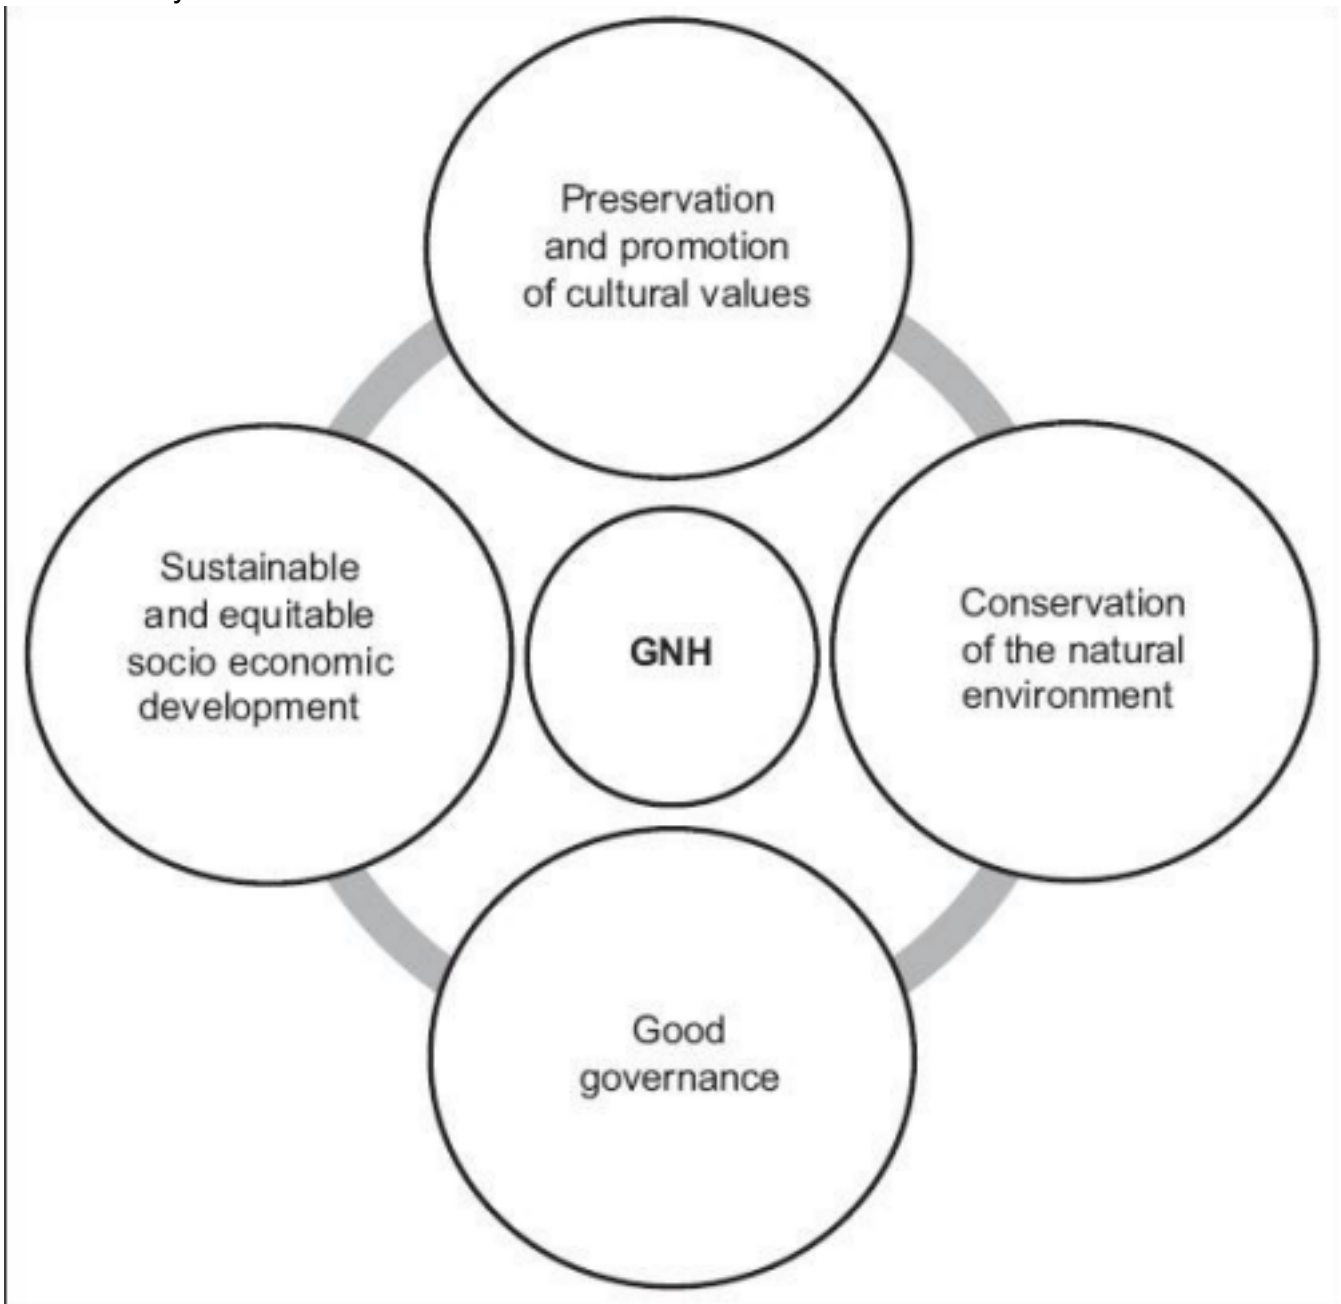 Preservation
and promotion
of cultural values
Sustainable
and equitable
socio economic
development
GNH
Conservation
of the natural
environment
Good
governance